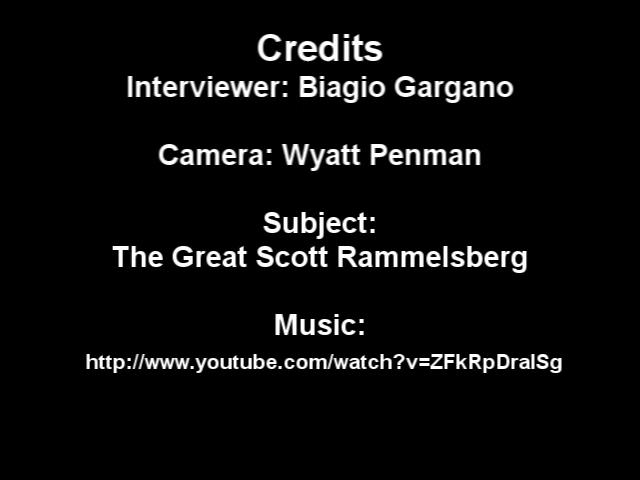 Credits
Interviewer: Biagio Gargano
Camera: Wyatt Penman
Subject:
The Great Scott Rammelsberg
Music:
http://www.youtube.com/watch?v=ZFkRpDralSg